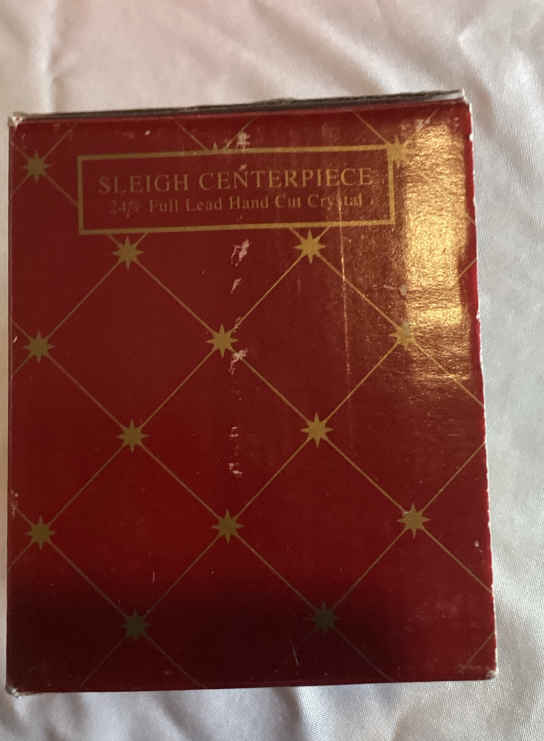 SLEIGH CENTERPIECE
24% Full Lead Hand Cut Crystal